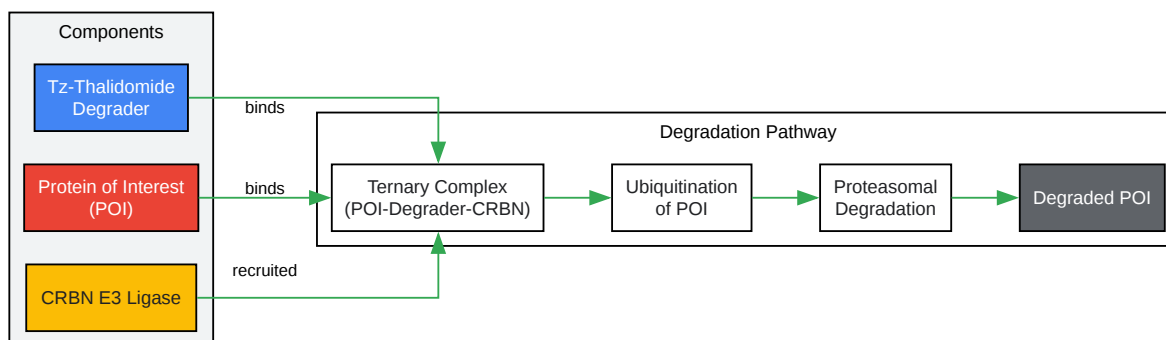 Components
Tz-Thalidomide
Degrader
binds
Degradation Pathway
Protein of Interest
(POI)
binds
Ternary Complex
(POI-Degrader-CRBN)
Ubiquitination
of POI
Proteasomal
Degradation
Degraded POI
recruited
CRBN E3 Ligase